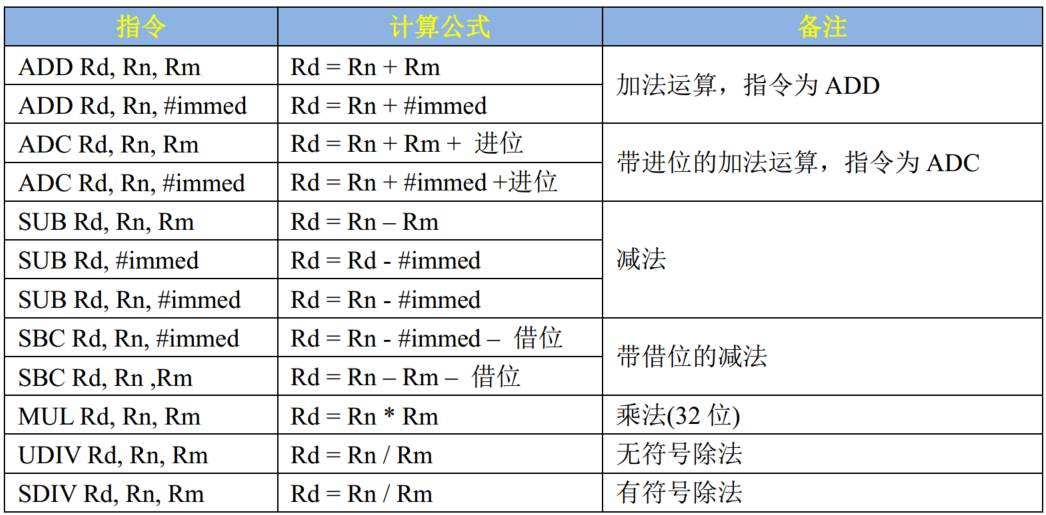 指令 计算公式 备注
ADD Rd, Rn, Rm Rd = Rn + Rm 加法运算，指令为 ADD
ADD Rd, Rn, #immed Rd = Rn + #immed
ADC Rd, Rn, Rm Rd = Rn + Rm + 进位 带进位的加法运算，指令为 ADC
ADC Rd, Rn, #immed Rd = Rn + #immed +进位
SUB Rd, Rn, Rm Rd = Rn – Rm 减法
SUB Rd, #immed Rd = Rd - #immed
SUB Rd, Rn, #immed Rd = Rn - #immed
SBC Rd, Rn, #immed Rd = Rn - #immed – 借位 带借位的减法
SBC Rd, Rn ,Rm Rd = Rn – Rm – 借位
MUL Rd, Rn, Rm Rd = Rn * Rm 乘法(32 位)
UDIV Rd, Rn, Rm Rd = Rn / Rm 无符号除法
SDIV Rd, Rn, Rm Rd = Rn / Rm 有符号除法